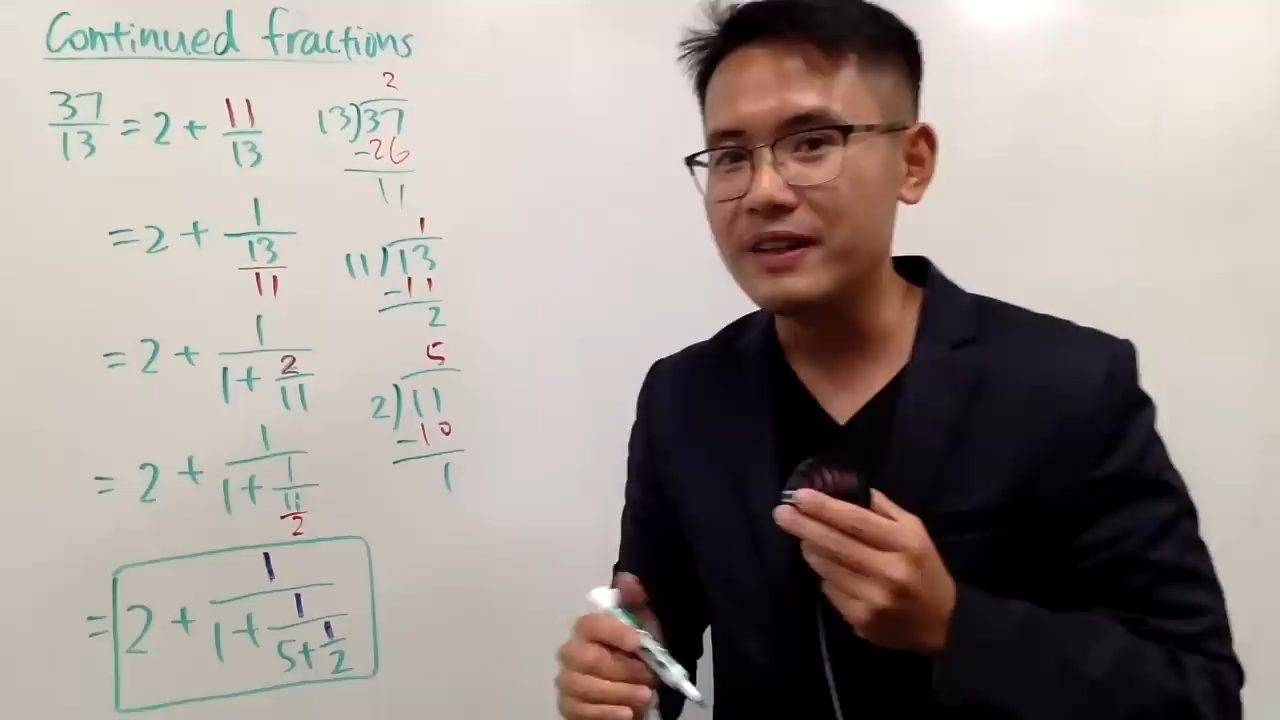 Continued fractions
37/13 = 2 + 11/13
= 2 + 1/(13/11)
= 2 + 1/(1 + 2/11)
= 2 + 1/(1 + 1/(11/2))
= 2 + 1/(1 + 1/(5 + 1/2))
2
13)37
-26
11
1
11)13
-11
2
5
2)11
-10
1